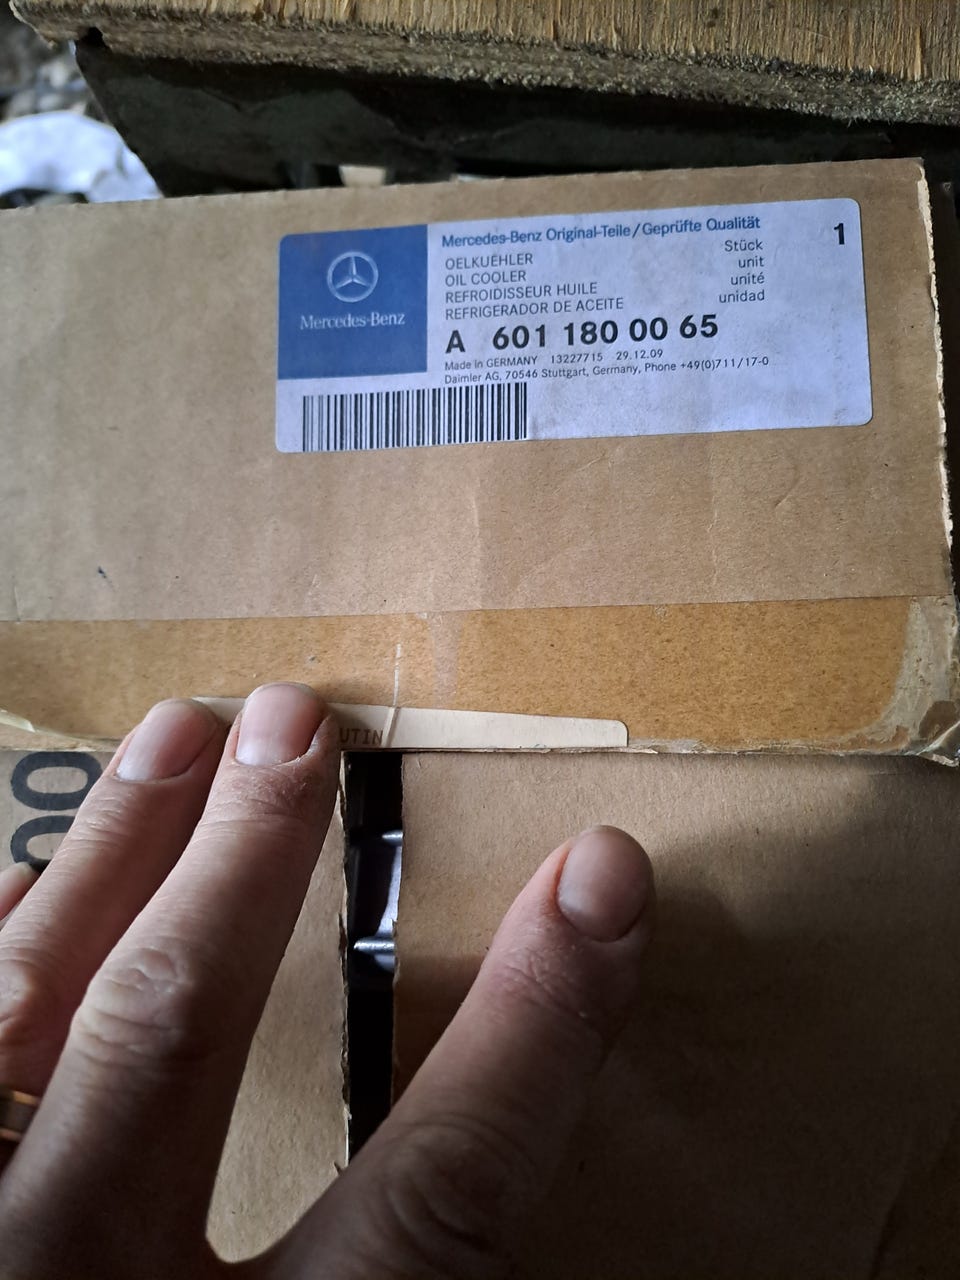 Mercedes-Benz
Mercedes-Benz Original-Teile/Geprüfte Qualität
1
OELKUEHLER Stück
OIL COOLER unit
REFROIDISSEUR HUILE unité
REFRIGERADOR DE ACEITE unidad
A 601 180 00 65
Made in GERMANY 13227715 29.12.09
Daimler AG, 70546 Stuttgart, Germany, Phone +49(0)711/17-0
UTIN
00